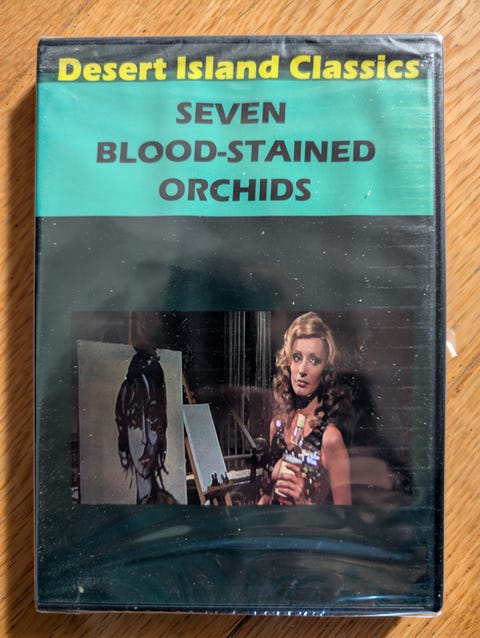 Desert Island Classics
SEVEN
BLOOD-STAINED
ORCHIDS